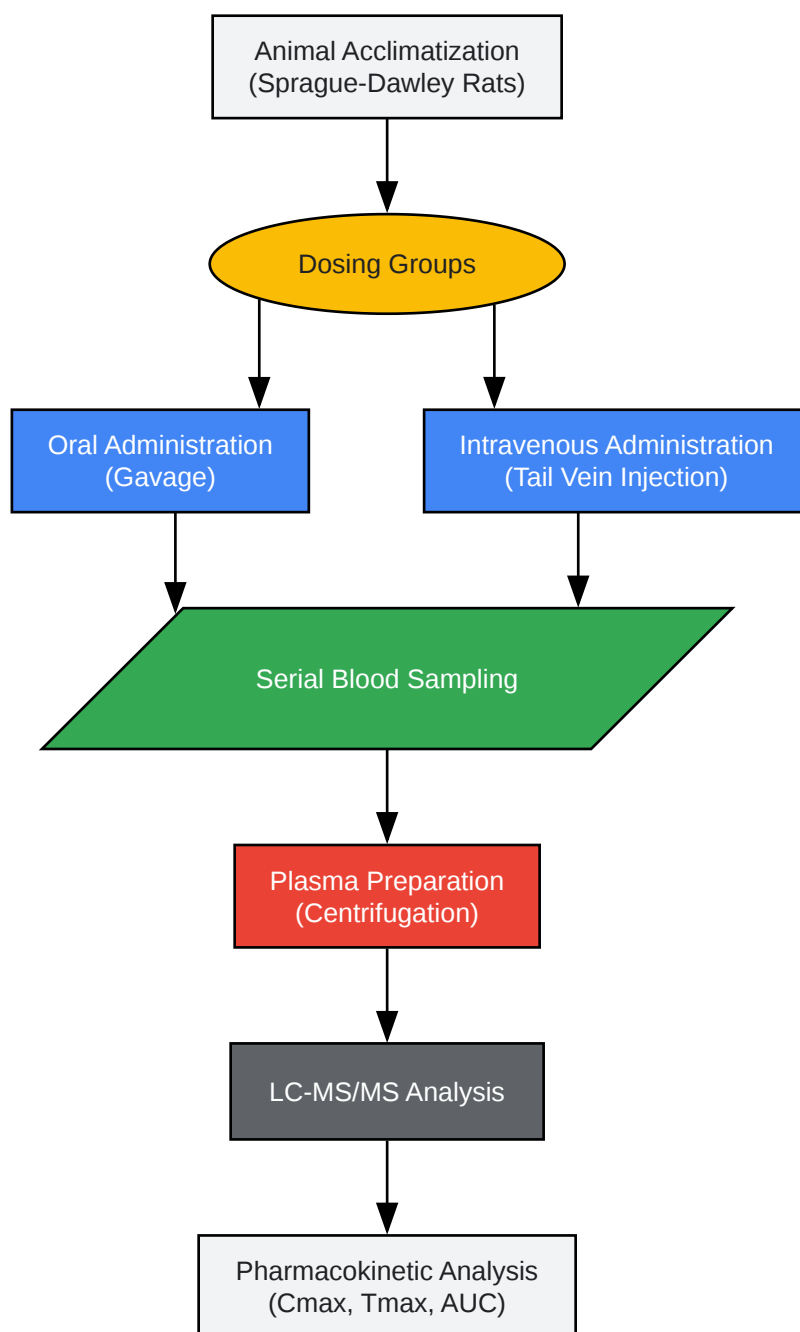 Animal Acclimatization
(Sprague-Dawley Rats)
Dosing Groups
Oral Administration
(Gavage)
Intravenous Administration
(Tail Vein Injection)
Serial Blood Sampling
Plasma Preparation
(Centrifugation)
LC-MS/MS Analysis
Pharmacokinetic Analysis
(Cmax, Tmax, AUC)